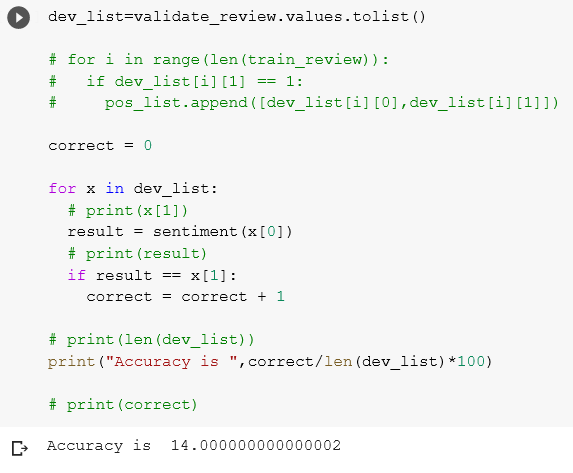 dev_list=validate_review.values.tolist()
# for i in range(len(train_review)):
#   if dev_list[i][1] == 1:
#     pos_list.append([dev_list[i][0],dev_list[i][1]])
correct = 0
for x in dev_list:
  # print(x[1])
  result = sentiment(x[0])
  # print(result)
  if result == x[1]:
    correct = correct + 1
# print(len(dev_list))
print("Accuracy is ",correct/len(dev_list)*100)
# print(correct)
Accuracy is  14.000000000000002